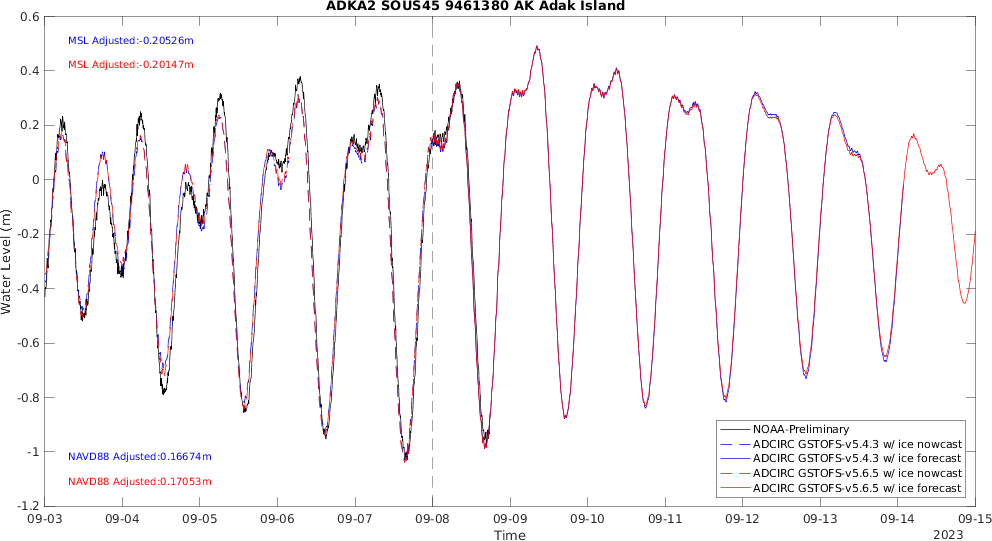 ADKA2 SOUS45 9461380 AK Adak Island
0.6
0.4
0.2
0
-0.2
-0.4
-0.6
-0.8
-1
-1.2
Water Level (m)
MSL Adjusted:-0.20526m
MSL Adjusted:-0.20147m
NAVD88 Adjusted:0.16674m
NAVD88 Adjusted:0.17053m
NOAA-Preliminary
ADCIRC GSTOFS-v5.4.3 w/ ice nowcast
ADCIRC GSTOFS-v5.4.3 w/ ice forecast
ADCIRC GSTOFS-v5.6.5 w/ ice nowcast
ADCIRC GSTOFS-v5.6.5 w/ ice forecast
09-03 09-04 09-05 09-06 09-07 09-08 09-09 09-10 09-11 09-12 09-13 09-14 09-15
Time
2023